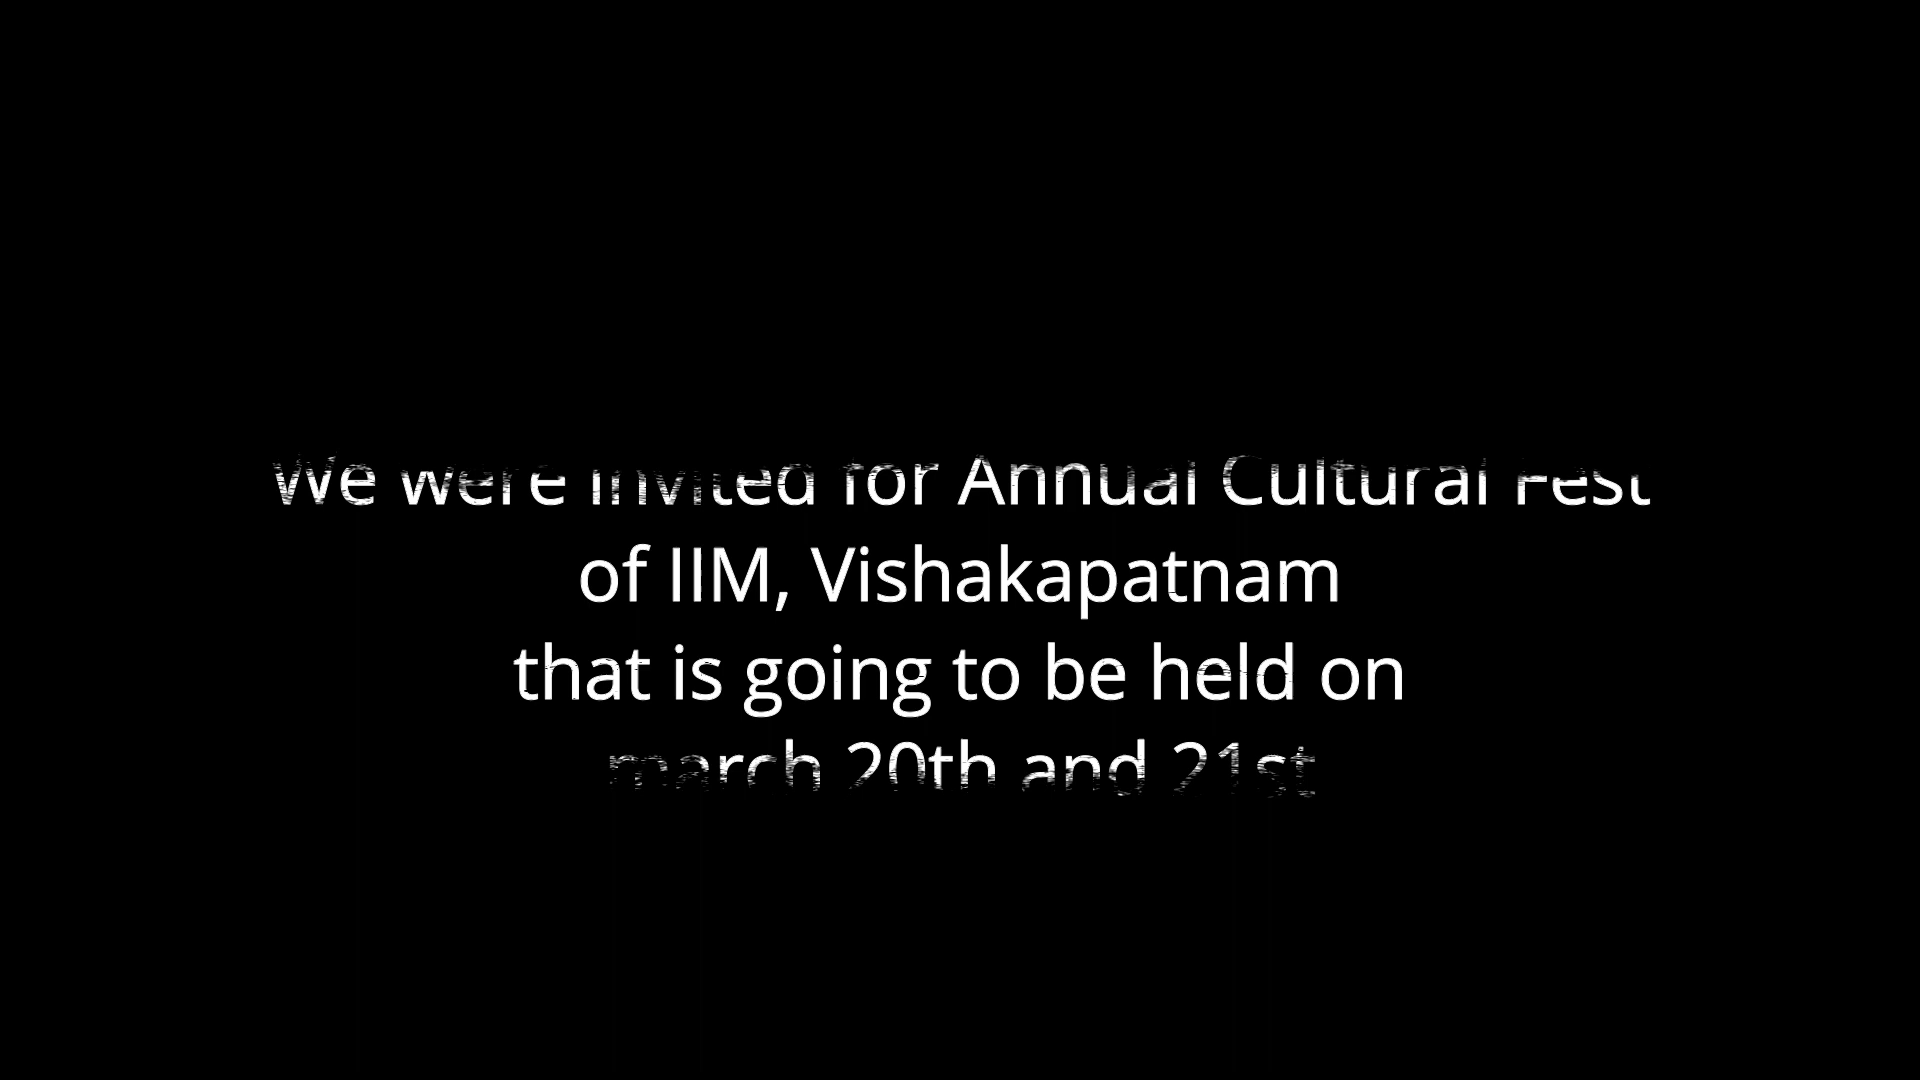 We were invited for Annual Cultural Fest
of IIM, Vishakapatnam
that is going to be held on
march 20th and 21st